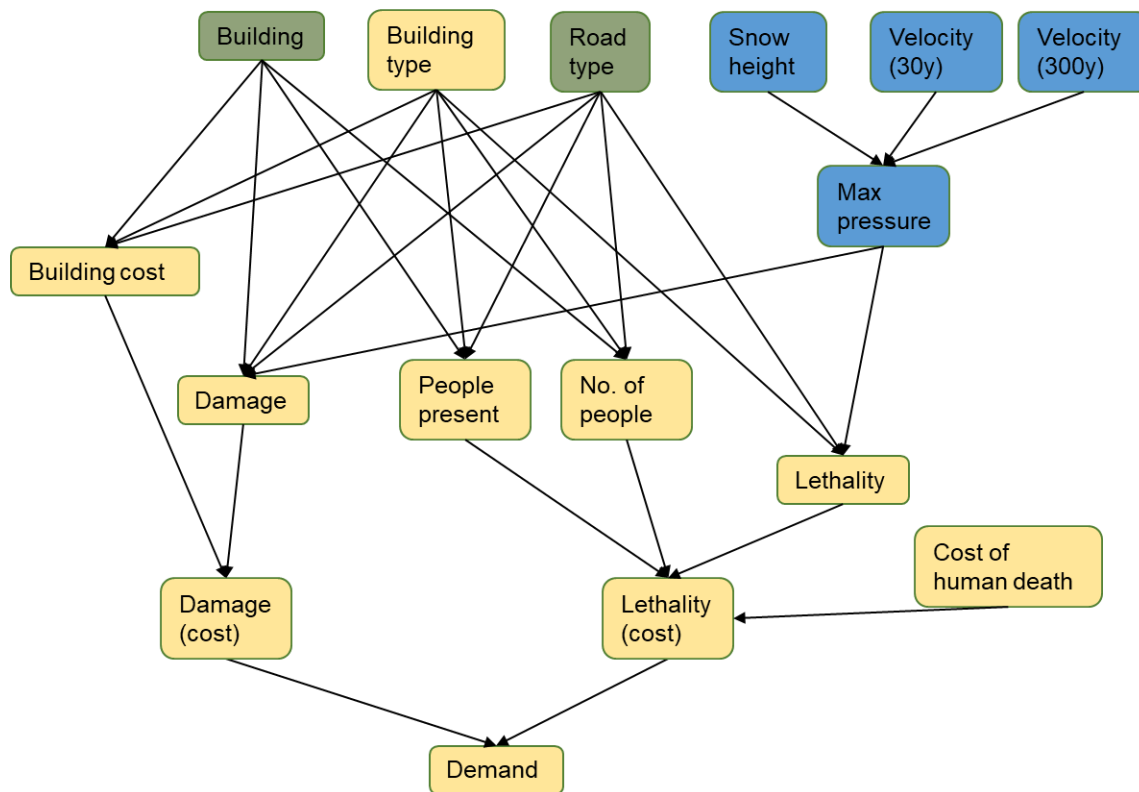 Building
Building
type
Road
type
Snow
height
Velocity
(30y)
Velocity
(300y)
Max
pressure
Building cost
Damage
People
present
No. of
people
Lethality
Cost of
human death
Damage
(cost)
Lethality
(cost)
Demand